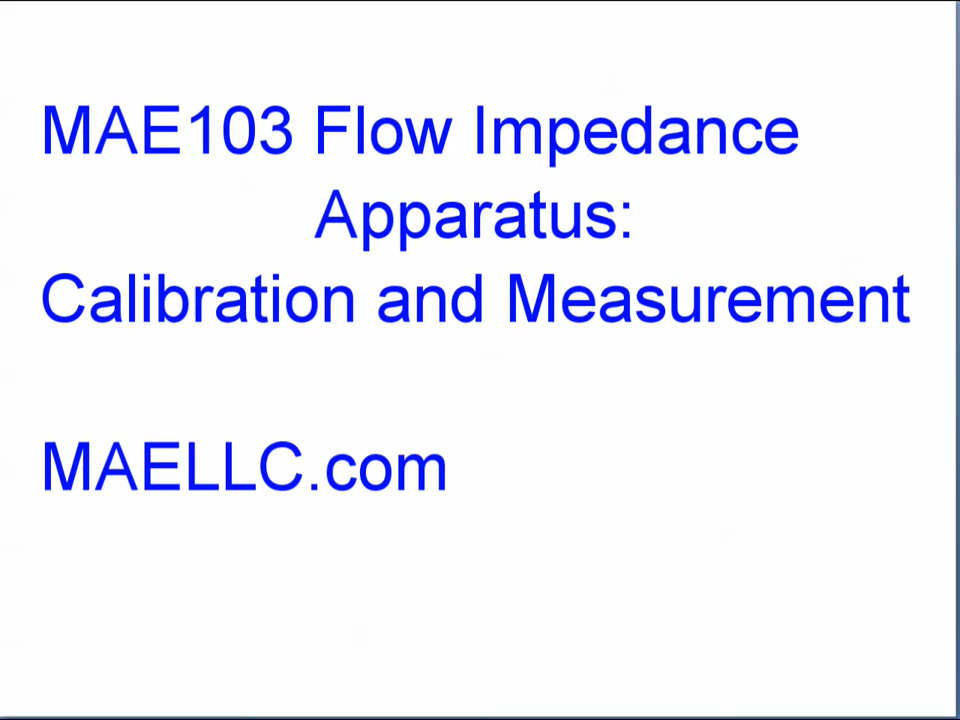 MAE103 Flow Impedance
Apparatus:
Calibration and Measurement
MAELLC.com